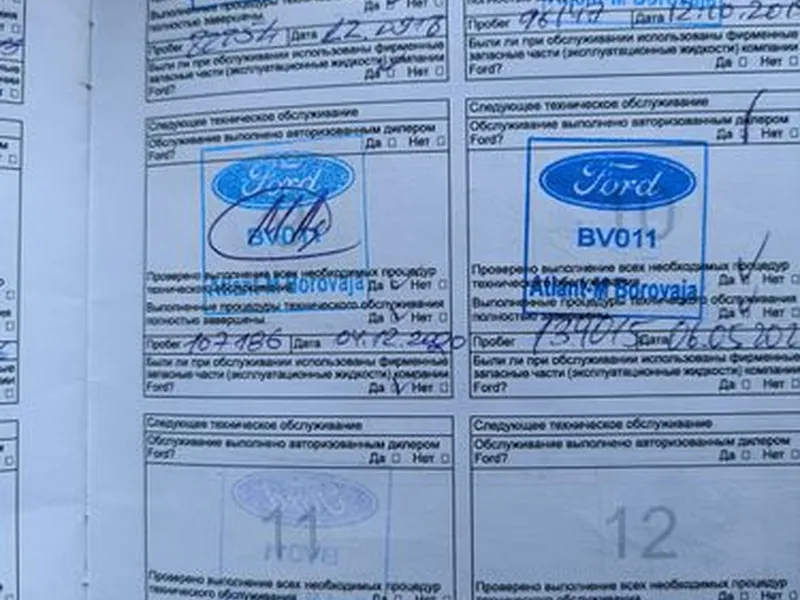 полностью завершены.
Пробег
Дата
Были ли при обслуживании использованы фирменные
запасные части (эксплуатационные жидкости) компании
Ford?
Да Нет
Пробег 96147 Дата 12.10.201
Были ли при обслуживании использованы фирменные
запасные части (эксплуатационные жидкости) компании
Ford?
Да Нет
Следующее техническое обслуживание
Обслуживание выполнено авторизованным дилером
Ford?
Да Нет
Ford
BV011
Проверено выполнение всех необходимых процедур
технического Да Нет
Atlant-M Borovaja
Выполненные процедуры технического обслуживания
полностью завершены. Да Нет
Пробег 107186 Дата 04.12.2020
Были ли при обслуживании использованы фирменные
запасные части (эксплуатационные жидкости) компании
Ford?
Да Нет
Следующее техническое обслуживание
Обслуживание выполнено авторизованным дилером
Ford?
Да Нет
Ford
10
BV011
Проверено выполнение всех необходимых процедур
Да Нет
Atlant-M Borovaja
Выполненные процедуры технического обслуживания
полностью Да Нет
Пробег 139015 Дата 06.05.202
Были ли при обслуживании использованы фирменные
запасные части (эксплуатационные жидкости) компании
Ford?
Да Нет
Следующее техническое обслуживание
Обслуживание выполнено авторизованным дилером
Ford?
Да Нет
11
Проверено выполнение всех необходимых процедур
технического обслуживания Да Нет
Следующее техническое обслуживание
Обслуживание выполнено авторизованным дилером
Ford?
Да Нет
12
Проверено выполнение всех необходимых процедур
технического обслуживания Да Нет